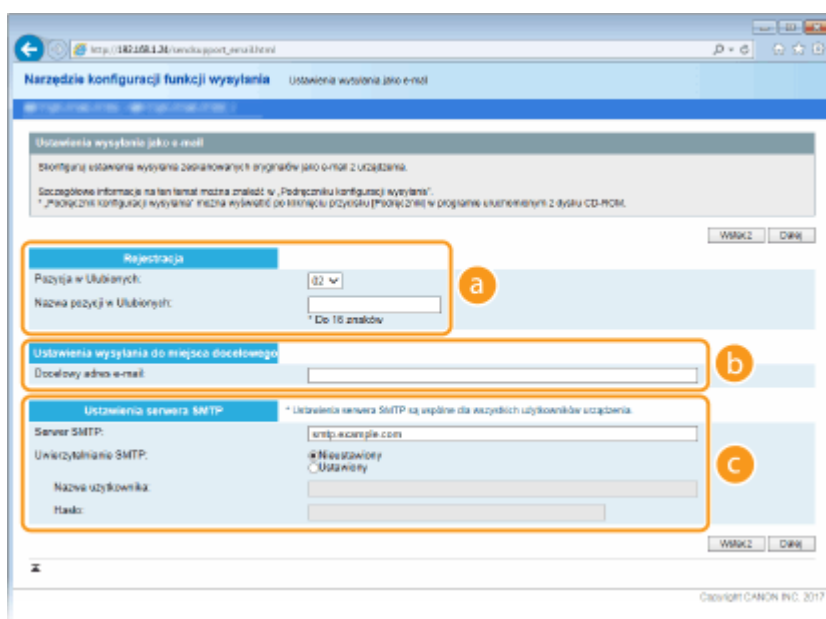 http://192.168.1.24/sendsupport_email.html
Narzędzie konfiguracji funkcji wysyłania Ustawienia wysyłania jako e-mail
Ustawienia wysyłania jako e-mail
Skonfiguruj ustawienia wysyłania zeskanowanych oryginałów jako e-mail z urządzenia.
Szczegółowe informacje na ten temat można znaleźć w „Podręczniku konfiguracji wysyłania".
* „Podręcznik konfiguracji wysyłania" można wyświetlić po kliknięciu przycisku [Podręcznik] w programie uruchomionym z dysku CD-ROM.
Wstecz Dalej
Rejestracja
Pozycja w Ulubionych: 02
a
Nazwa pozycji w Ulubionych:
* Do 16 znaków
Ustawienia wysyłania do miejsca docelowego
b
Docelowy adres e-mail:
Ustawienia serwera SMTP * Ustawienia serwera SMTP są wspólne dla wszystkich użytkowników urządzenia.
Serwer SMTP: smtp.example.com
Uwierzytelnianie SMTP: Nieustawiony
Ustawiony
c
Nazwa użytkownika:
Hasło:
Wstecz Dalej
Copyright CANON INC. 2017